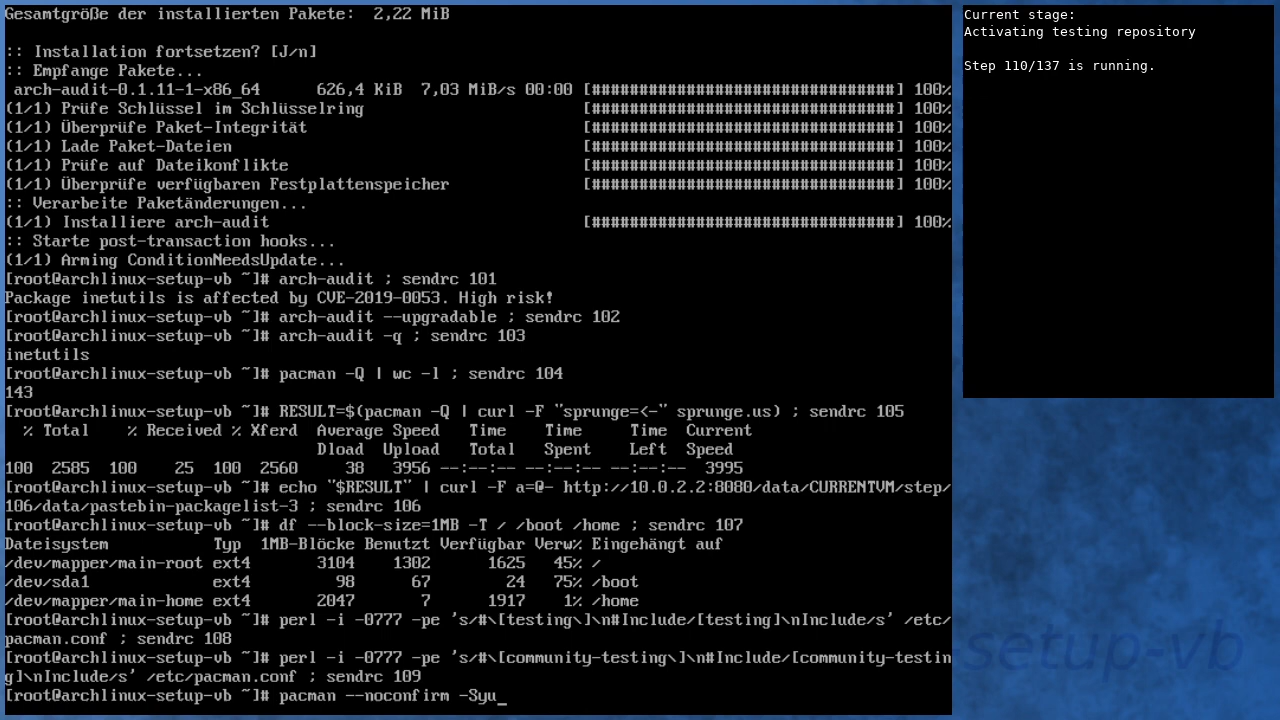 Gesamtgröße der installierten Pakete:  2,22 MiB
:: Installation fortsetzen? [J/n]
:: Empfange Pakete...
 arch-audit-0.1.11-1-x86_64      626,4 KiB  7,03 MiB/s 00:00 [################################] 100%
(1/1) Prüfe Schlüssel im Schlüsselring                       [################################] 100%
(1/1) Überprüfe Paket-Integrität                             [################################] 100%
(1/1) Lade Paket-Dateien                                     [################################] 100%
(1/1) Prüfe auf Dateikonflikte                               [################################] 100%
(1/1) Überprüfe verfügbaren Festplattenspeicher              [################################] 100%
:: Verarbeite Paketänderungen...
(1/1) Installiere arch-audit                                 [################################] 100%
:: Starte post-transaction hooks...
(1/1) Arming ConditionNeedsUpdate...
[root@archlinux-setup-vb ~]# arch-audit ; sendrc 101
Package inetutils is affected by CVE-2019-0053. High risk!
[root@archlinux-setup-vb ~]# arch-audit --upgradable ; sendrc 102
[root@archlinux-setup-vb ~]# arch-audit -q ; sendrc 103
inetutils
[root@archlinux-setup-vb ~]# pacman -Q | wc -l ; sendrc 104
143
[root@archlinux-setup-vb ~]# RESULT=$(pacman -Q | curl -F "sprunge=<-" sprunge.us) ; sendrc 105
  % Total    % Received % Xferd  Average Speed   Time    Time     Time  Current
                                 Dload  Upload   Total   Spent    Left  Speed
100  2585  100    25  100  2560     38   3956 --:--:-- --:--:-- --:--:--  3995
[root@archlinux-setup-vb ~]# echo "$RESULT" | curl -F a=@- http://10.0.2.2:8080/data/CURRENTVM/step/
106/data/pastebin-packagelist-3 ; sendrc 106
[root@archlinux-setup-vb ~]# df --block-size=1MB -T / /boot /home ; sendrc 107
Dateisystem           Typ  1MB-Blöcke Benutzt Verfügbar Verw% Eingehängt auf
/dev/mapper/main-root ext4       3104    1302      1625   45% /
/dev/sda1             ext4         98      67        24   75% /boot
/dev/mapper/main-home ext4       2047       7      1917    1% /home
[root@archlinux-setup-vb ~]# perl -i -0777 -pe 's/#\[testing\]\n#Include/[testing]\nInclude/s' /etc/
pacman.conf ; sendrc 108
[root@archlinux-setup-vb ~]# perl -i -0777 -pe 's/#\[community-testing\]\n#Include/[community-testin
g]\nInclude/s' /etc/pacman.conf ; sendrc 109
[root@archlinux-setup-vb ~]# pacman --noconfirm -Syu_
Current stage:
Activating testing repository
Step 110/137 is running.
setup-vb